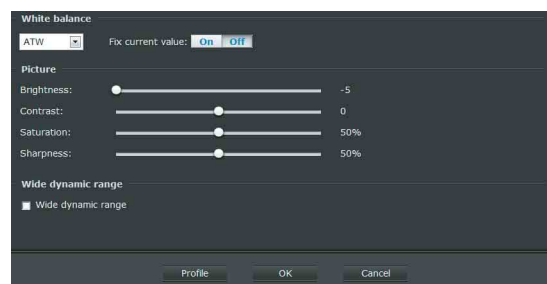 White balance
ATW Fix current value: On Off
Picture
Brightness: -5
Contrast: 0
Saturation: 50%
Sharpness: 50%
Wide dynamic range
Wide dynamic range
Profile OK Cancel